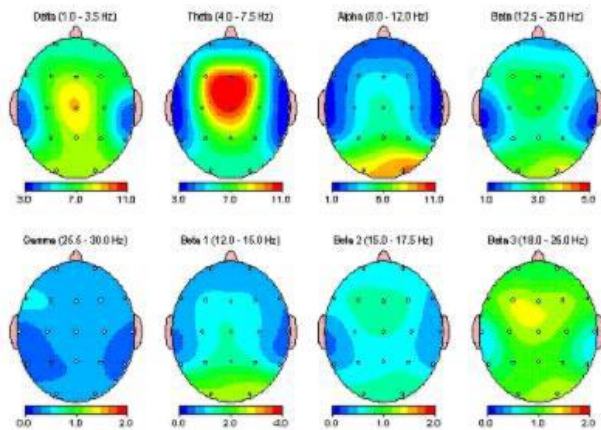 Delta (1.0 - 3.5 Hz) Theta (4.0 - 7.5 Hz) Alpha (8.0 - 12.0 Hz) Beta (12.5 - 25.0 Hz)
3.0 7.0 11.0 3.0 7.0 11.0 1.0 6.0 11.0 1.0 3.0 5.0
Gamma (25.5 - 30.0 Hz) Beta 1 (12.0 - 15.0 Hz) Beta 2 (15.0 - 17.5 Hz) Beta 3 (18.0 - 25.0 Hz)
0.0 1.0 2.0 0.0 2.0 4.0 0.0 1.0 2.0 0.0 1.0 2.0